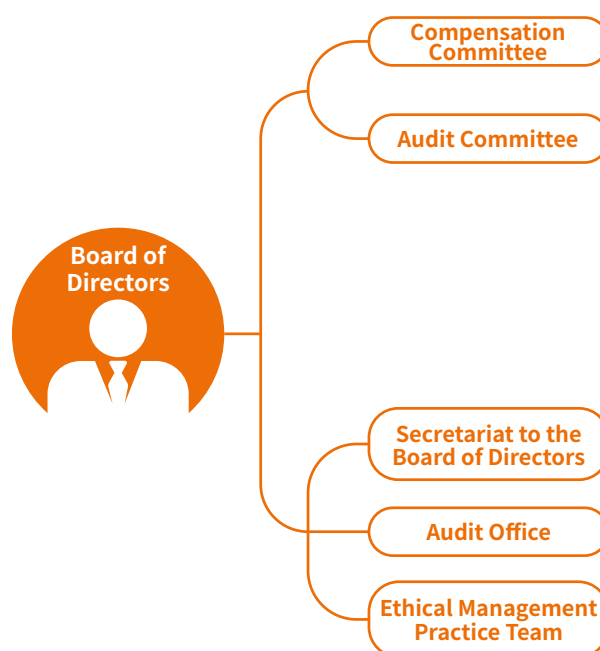 Compensation
Committee
Audit Committee
Board of
Directors
Secretariat to the
Board of Directors
Audit Office
Ethical Management
Practice Team